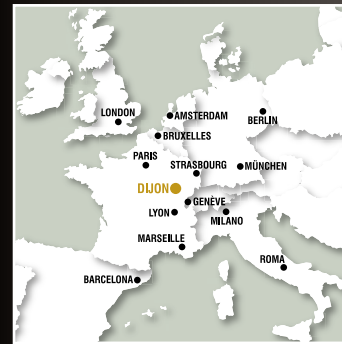 LONDON
AMSTERDAM
BERLIN
BRUXELLES
PARIS
STRASBOURG
MÜNCHEN
DIJON
GENÈVE
LYON
MILANO
MARSEILLE
ROMA
BARCELONA